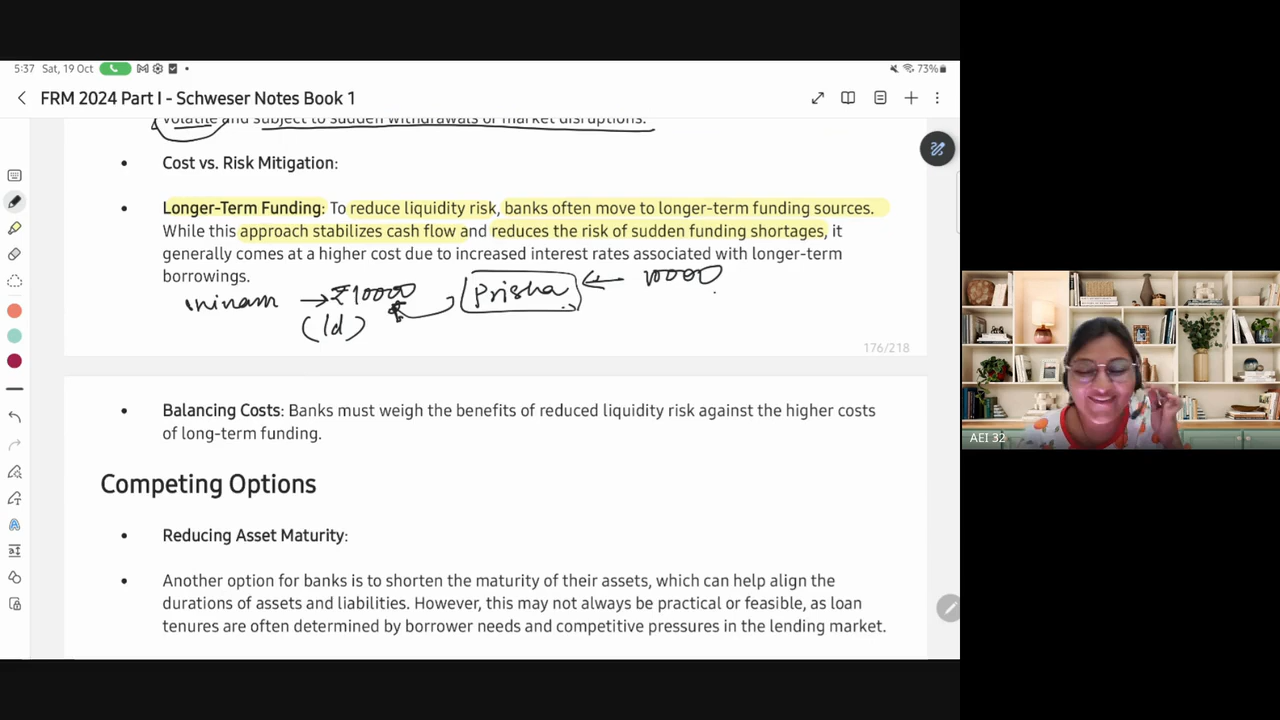 5:37 Sat, 19 Oct 73%
FRM 2024 Part I - Schweser Notes Book 1
volatile and subject to sudden withdrawals or market disruptions.
• Cost vs. Risk Mitigation:
• Longer-Term Funding: To reduce liquidity risk, banks often move to longer-term funding sources.
While this approach stabilizes cash flow and reduces the risk of sudden funding shortages, it
generally comes at a higher cost due to increased interest rates associated with longer-term
borrowings.
→ ₹10000 Prisha ← 10000
(1d)
176/218
• Balancing Costs: Banks must weigh the benefits of reduced liquidity risk against the higher costs
of long-term funding.
Competing Options
• Reducing Asset Maturity:
• Another option for banks is to shorten the maturity of their assets, which can help align the
durations of assets and liabilities. However, this may not always be practical or feasible, as loan
tenures are often determined by borrower needs and competitive pressures in the lending market.
AEI 32